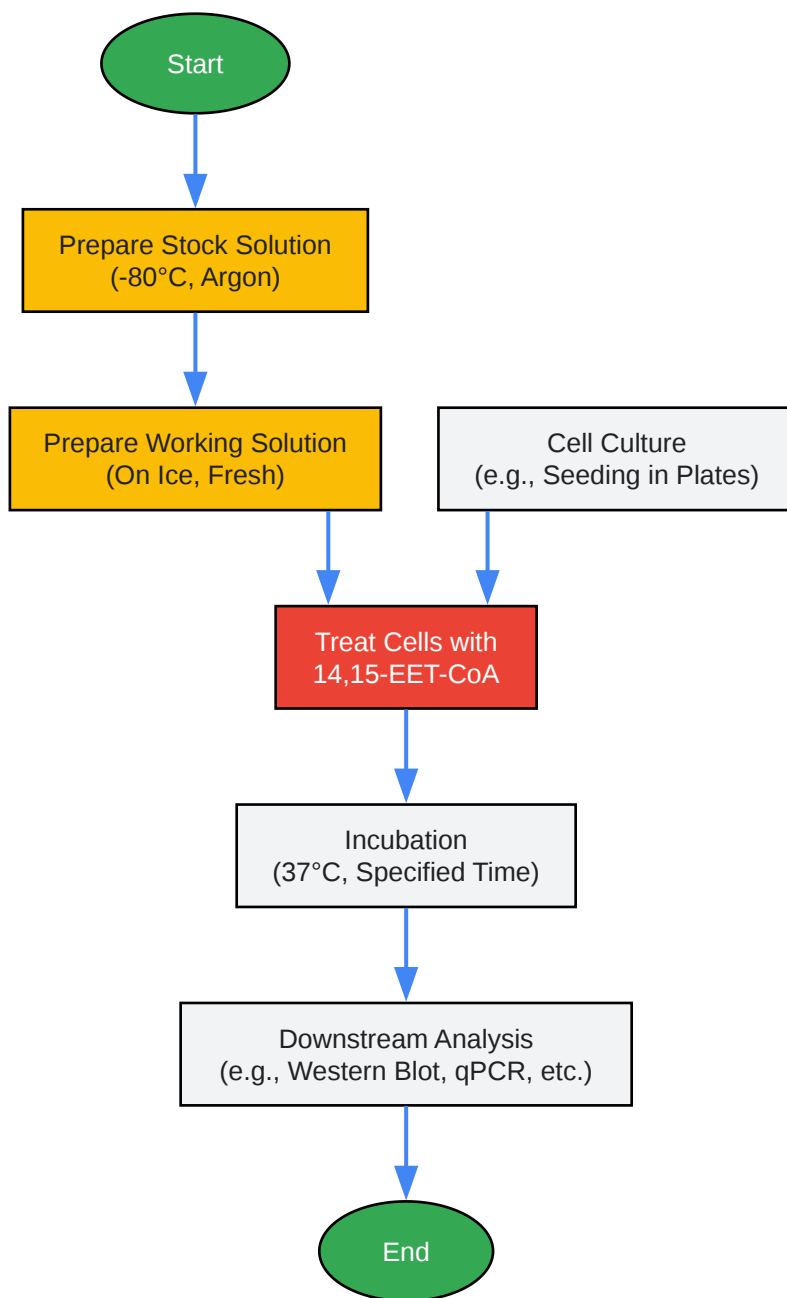 Start
Prepare Stock Solution
(-80°C, Argon)
Prepare Working Solution
(On Ice, Fresh)
Cell Culture
(e.g., Seeding in Plates)
Treat Cells with
14,15-EET-CoA
Incubation
(37°C, Specified Time)
Downstream Analysis
(e.g., Western Blot, qPCR, etc.)
End